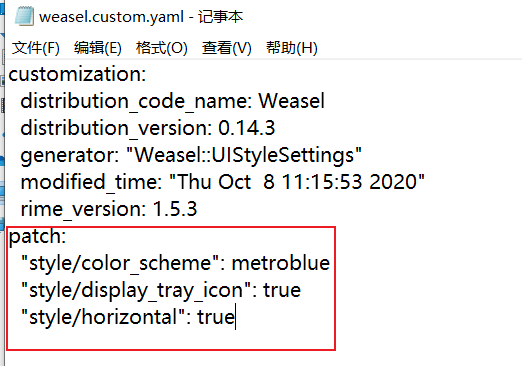 weasel.custom.yaml - 记事本
文件(F) 编辑(E) 格式(O) 查看(V) 帮助(H)
customization:
  distribution_code_name: Weasel
  distribution_version: 0.14.3
  generator: "Weasel::UIStyleSettings"
  modified_time: "Thu Oct  8 11:15:53 2020"
  rime_version: 1.5.3
patch:
  "style/color_scheme": metroblue
  "style/display_tray_icon": true
  "style/horizontal": true